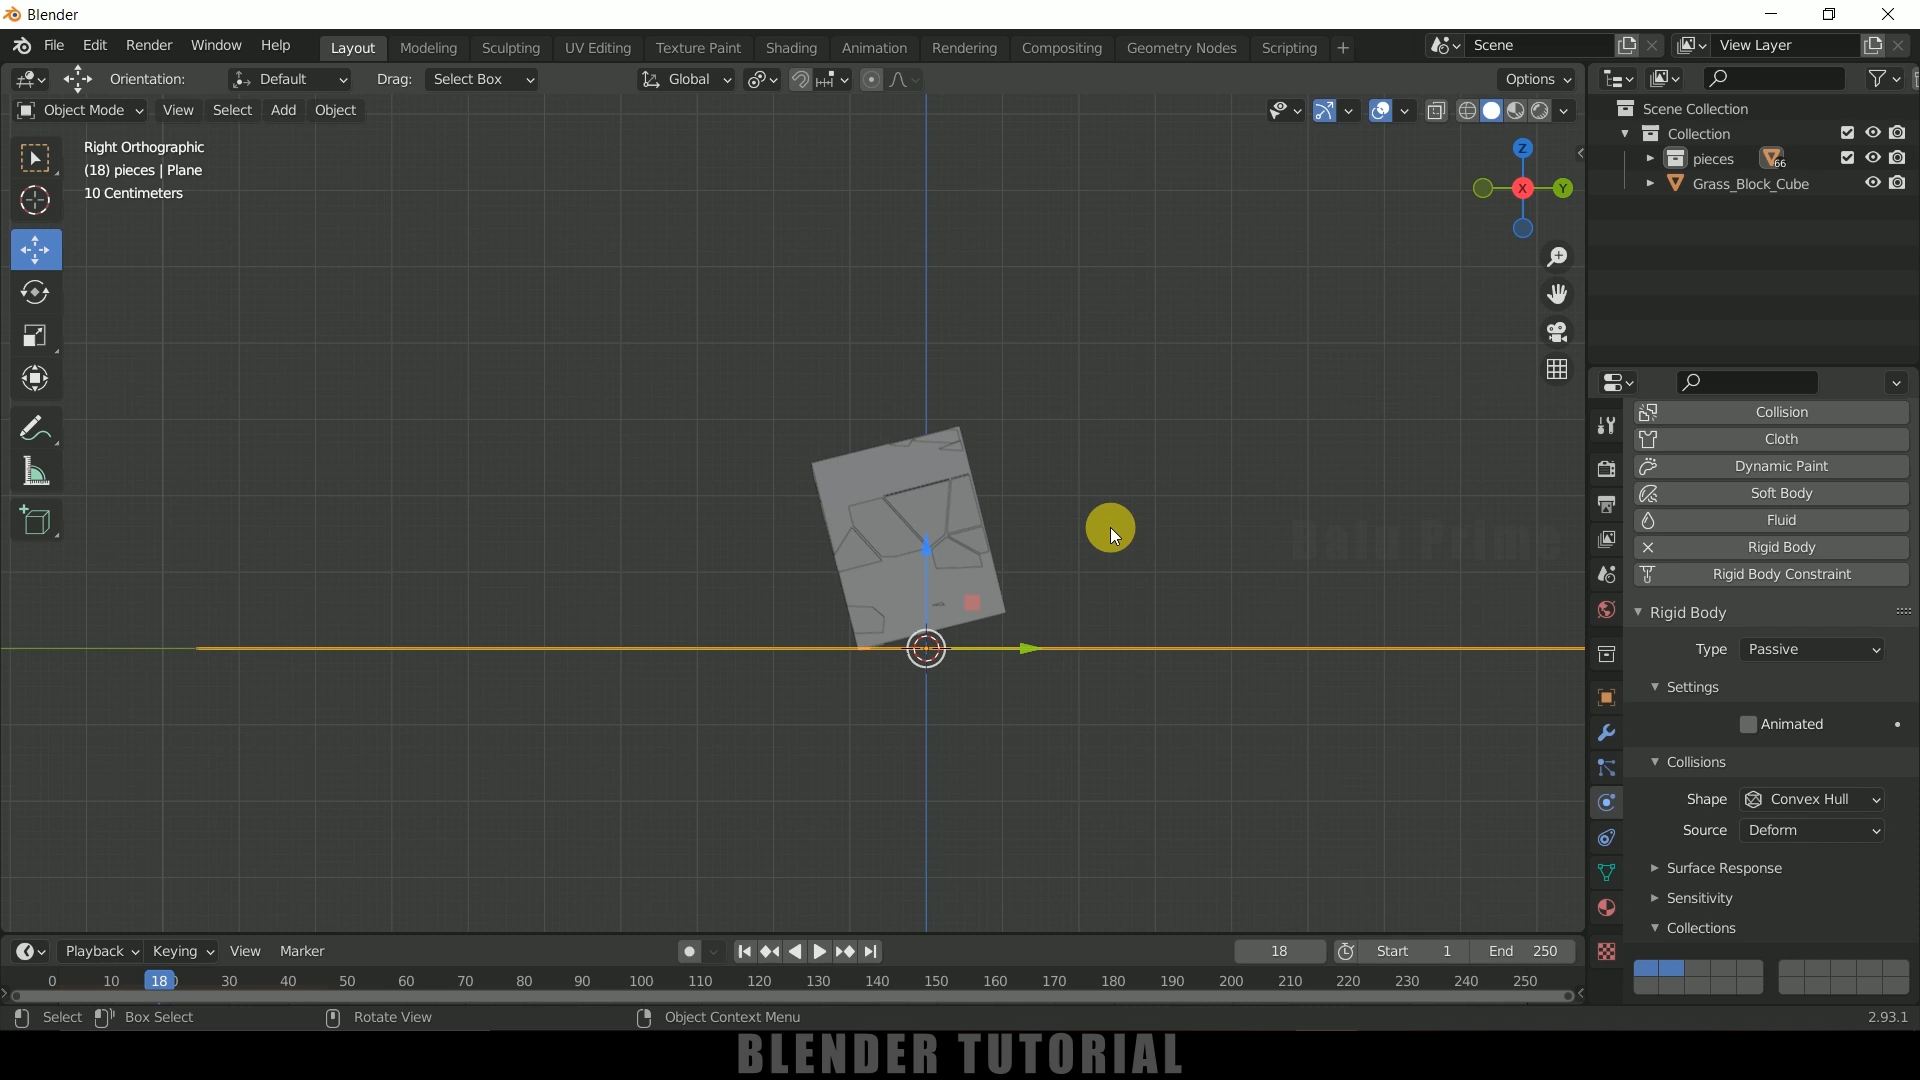 Blender
File Edit Render Window Help Layout Modeling Sculpting UV Editing Texture Paint Shading Animation Rendering Compositing Geometry Nodes Scripting + Scene View Layer
Orientation: Default Drag: Select Box Global Options
Object Mode View Select Add Object
Right Orthographic
(18) pieces | Plane
10 Centimeters
Z
X Y
Scene Collection
Collection
pieces 66
Grass_Block_Cube
Collision
Cloth
Dynamic Paint
Soft Body
Fluid
Rigid Body
Rigid Body Constraint
Rigid Body
Type Passive
Settings
Animated
Collisions
Shape Convex Hull
Source Deform
Surface Response
Sensitivity
Collections
Playback Keying View Marker 18 Start 1 End 250
0 10 18 30 40 50 60 70 80 90 100 110 120 130 140 150 160 170 180 190 200 210 220 230 240 250
Select Box Select Rotate View Object Context Menu 2.93.1
BLENDER TUTORIAL